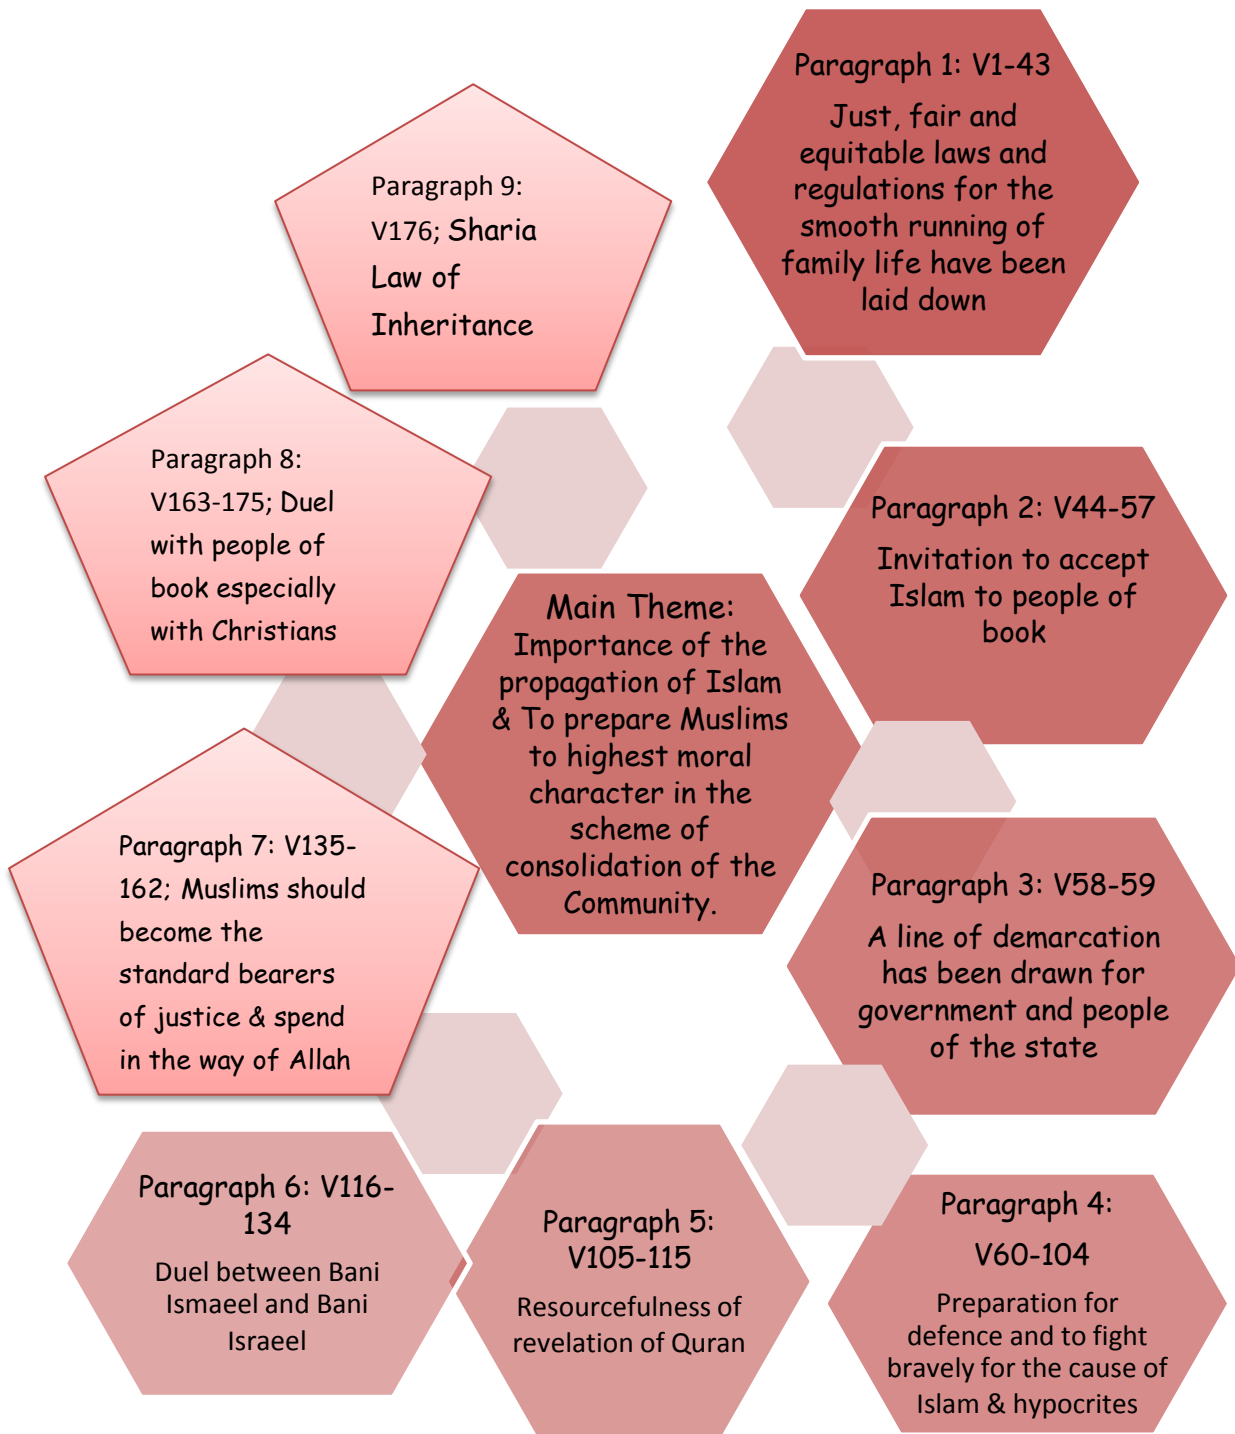 Paragraph 1: V1-43
Just, fair and
equitable laws and
regulations for the
smooth running of
family life have been
laid down
Paragraph 2: V44-57
Invitation to accept
Islam to people of
book
Paragraph 3: V58-59
A line of demarcation
has been drawn for
government and people
of the state
Paragraph 4:
V60-104
Preparation for
defence and to fight
bravely for the cause of
Islam & hypocrites
Paragraph 5:
V105-115
Resourcefulness of
revelation of Quran
Paragraph 6: V116-
134
Duel between Bani
Ismaeel and Bani
Israeel
Paragraph 7: V135-
162; Muslims should
become the
standard bearers
of justice & spend
in the way of Allah
Paragraph 8:
V163-175; Duel
with people of
book especially
with Christians
Paragraph 9:
V176; Sharia
Law of
Inheritance
Main Theme:
Importance of the
propagation of Islam
& To prepare Muslims
to highest moral
character in the
scheme of
consolidation of the
Community.